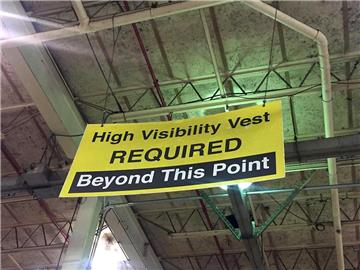 High Visibility Vest
REQUIRED
Beyond This Point